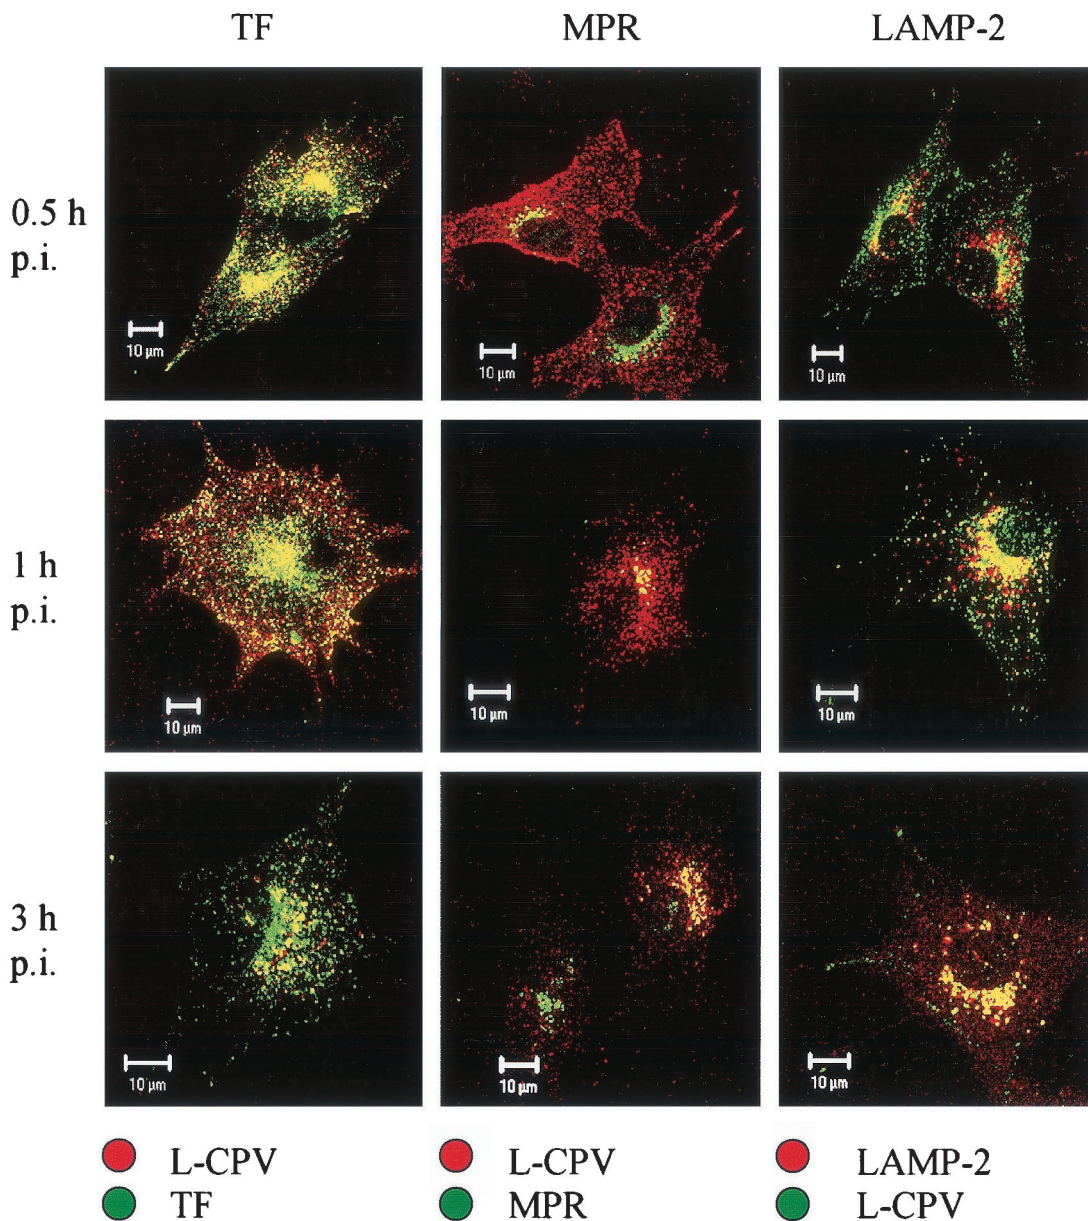 TF MPR LAMP-2
0.5 h
p.i.
10 µm 10 µm 10 µm
1 h
p.i.
10 µm 10 µm 10 µm
3 h
p.i.
10 µm 10 µm 10 µm
L-CPV L-CPV LAMP-2
TF MPR L-CPV